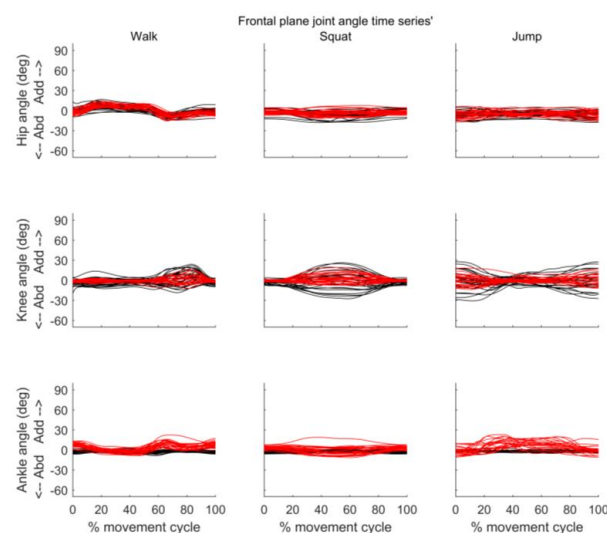 Frontal plane joint angle time series'
Walk Squat Jump
Hip angle (deg)
<-- Abd Add -->
90
60
30
0
-30
-60
Knee angle (deg)
<-- Abd Add -->
90
60
30
0
-30
-60
Ankle angle (deg)
<-- Abd Add -->
90
60
30
0
-30
-60
0 20 40 60 80 100 0 20 40 60 80 100 0 20 40 60 80 100
% movement cycle % movement cycle % movement cycle